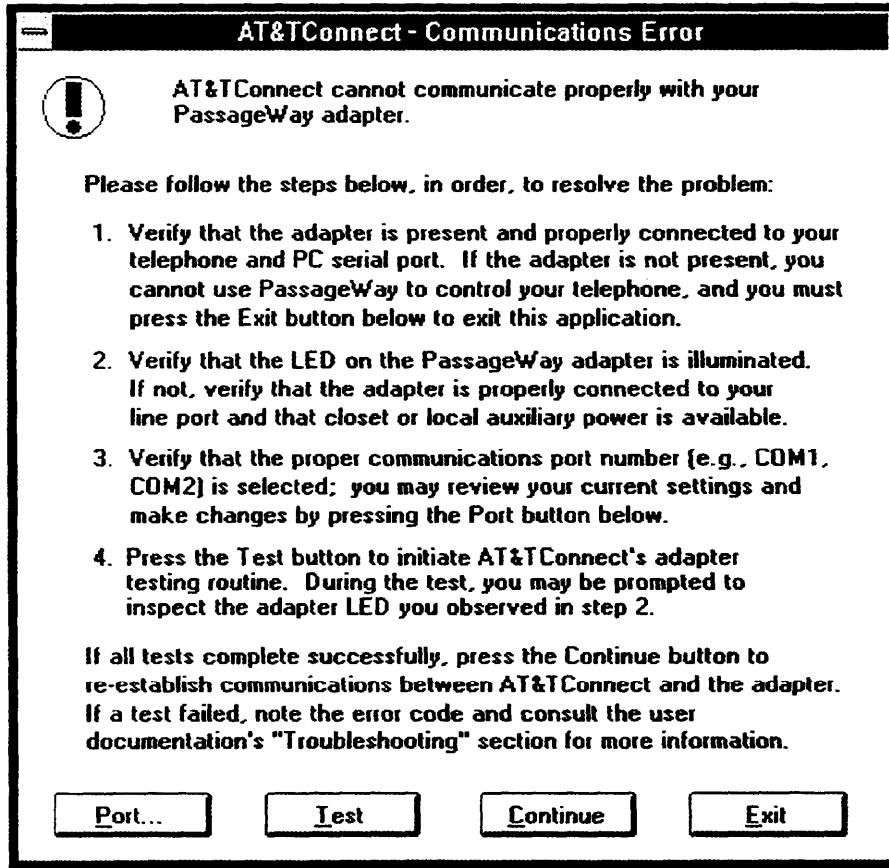 AT&TConnect - Communications Error
AT&TConnect cannot communicate properly with your
PassageWay adapter.
Please follow the steps below, in order, to resolve the problem:
1. Verify that the adapter is present and properly connected to your
telephone and PC serial port. If the adapter is not present, you
cannot use PassageWay to control your telephone, and you must
press the Exit button below to exit this application.
2. Verify that the LED on the PassageWay adapter is illuminated.
If not, verify that the adapter is properly connected to your
line port and that closet or local auxiliary power is available.
3. Verify that the proper communications port number (e.g., COM1,
COM2) is selected; you may review your current settings and
make changes by pressing the Port button below.
4. Press the Test button to initiate AT&TConnect's adapter
testing routine. During the test, you may be prompted to
inspect the adapter LED you observed in step 2.
If all tests complete successfully, press the Continue button to
re-establish communications between AT&TConnect and the adapter.
If a test failed, note the error code and consult the user
documentation's "Troubleshooting" section for more information.
Port... Test Continue Exit